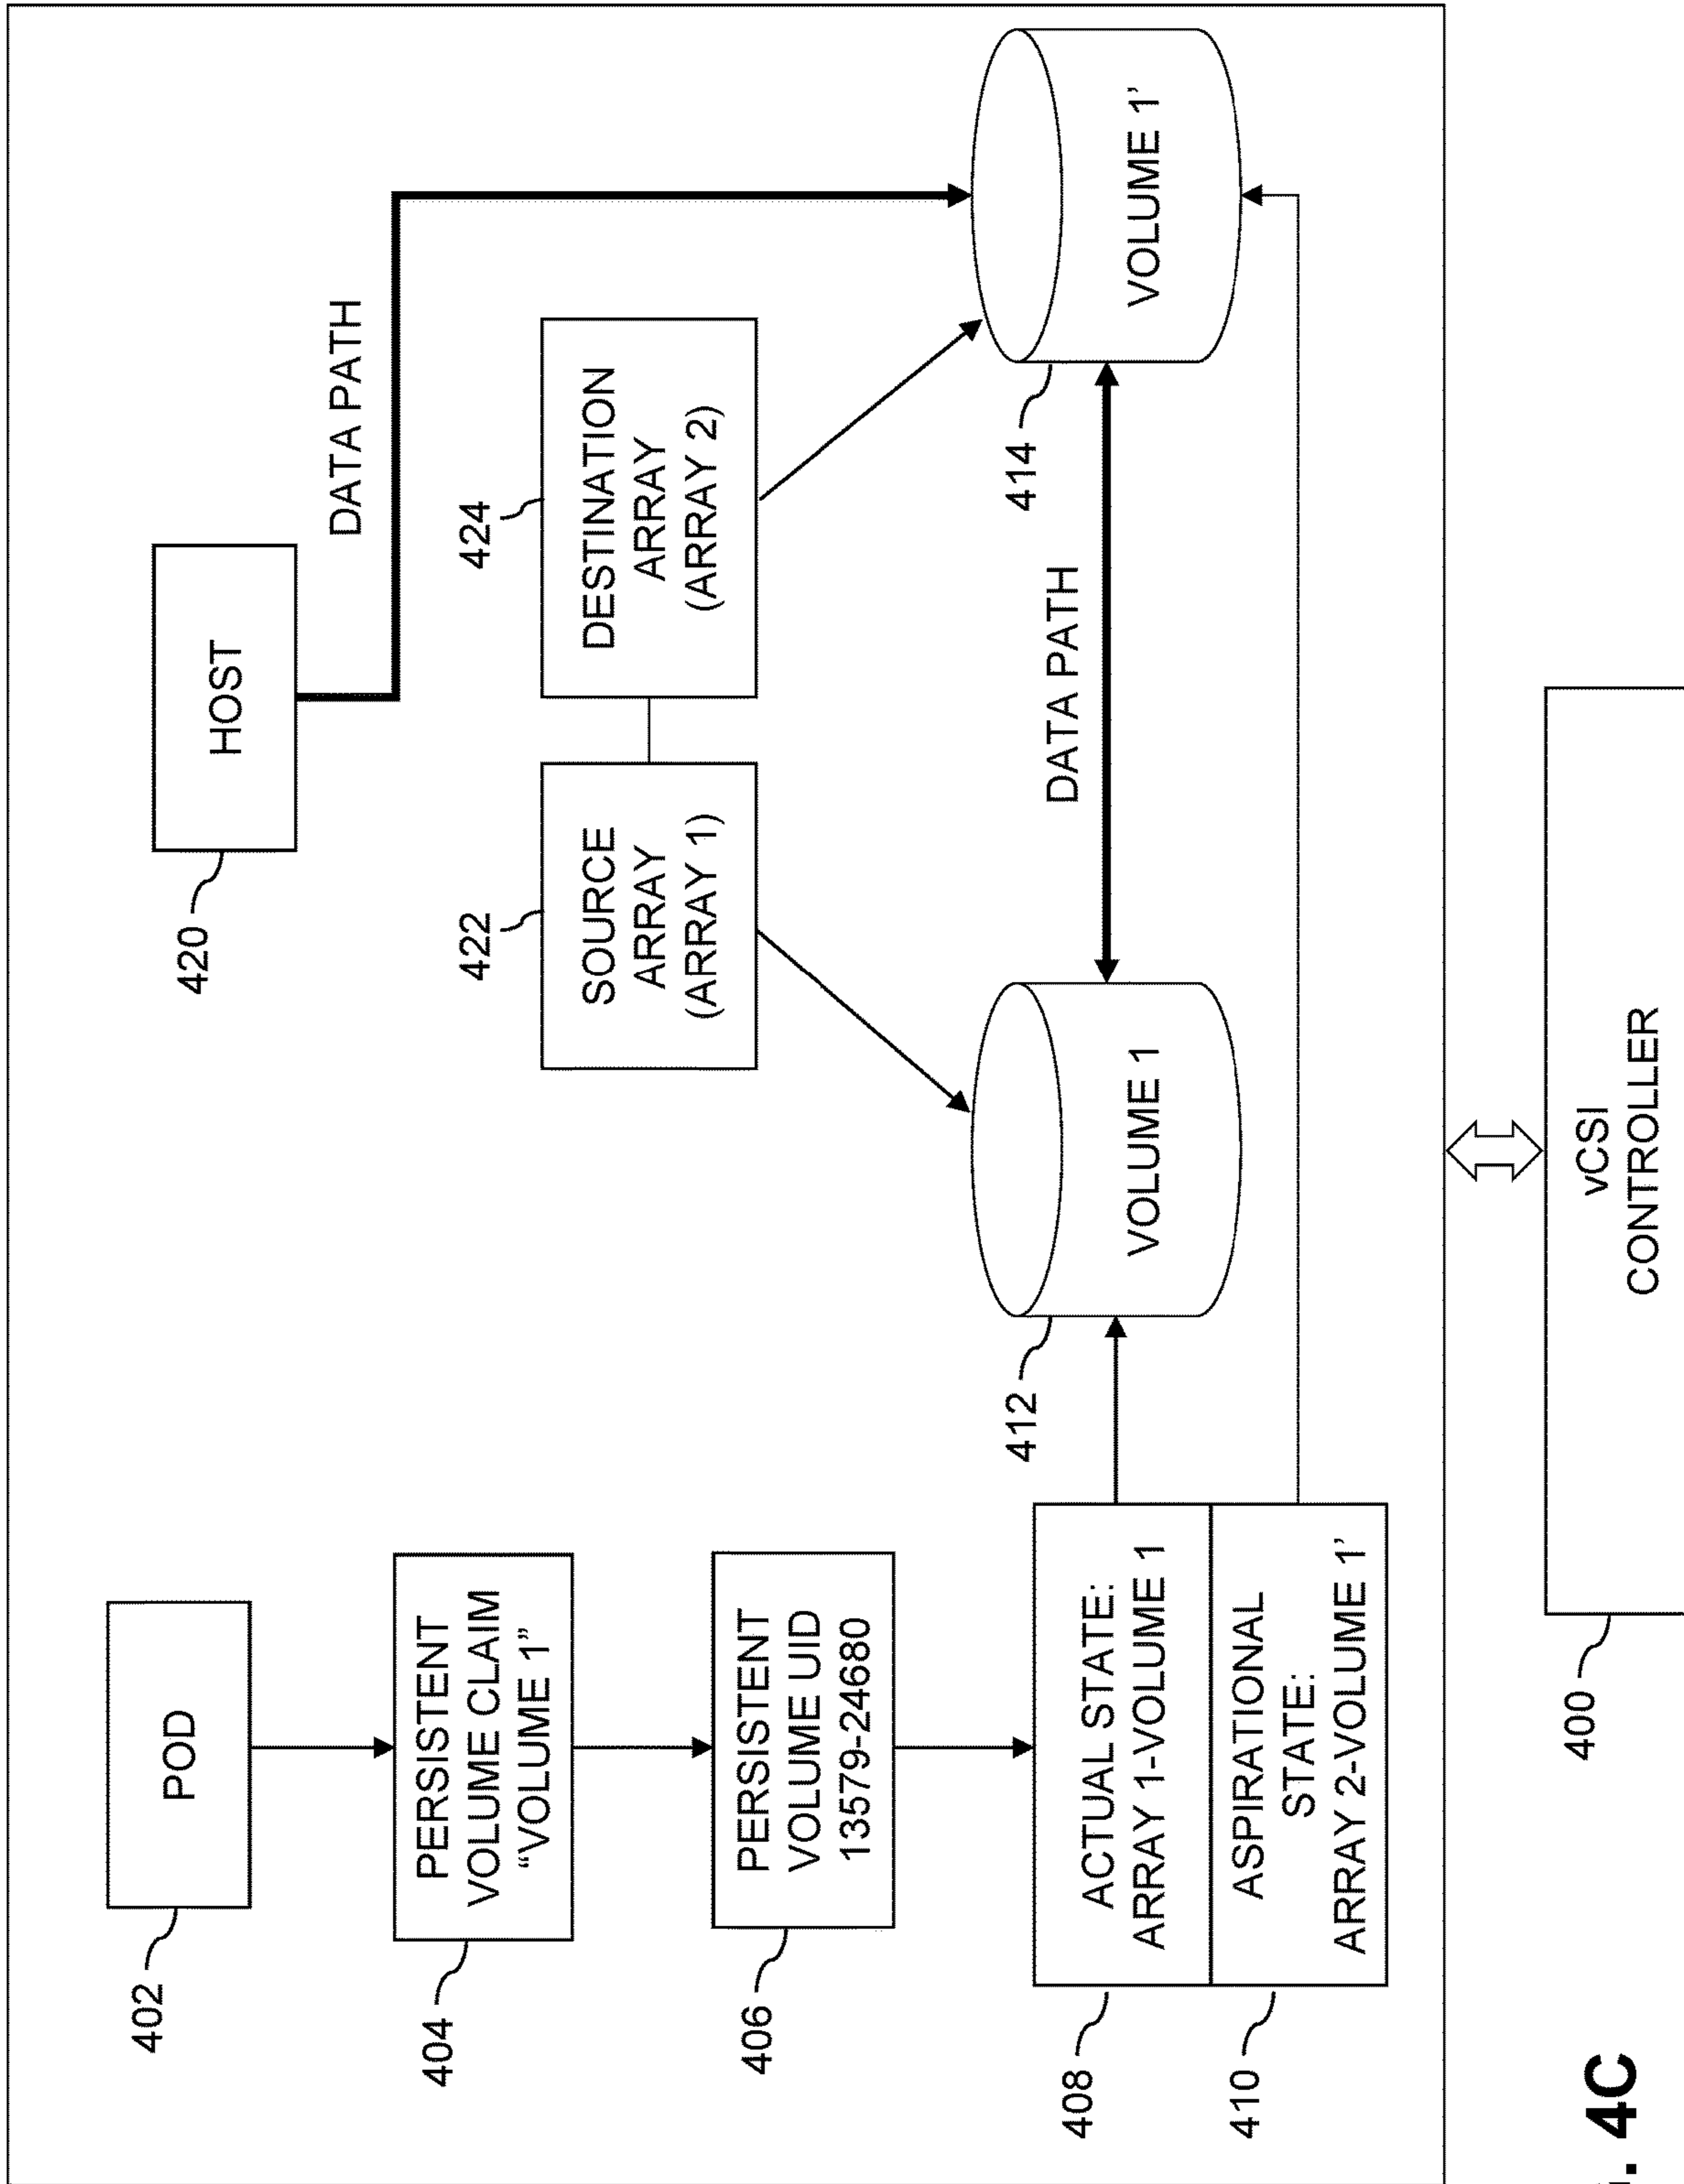 402
POD
404
PERSISTENT
VOLUME CLAIM
“VOLUME 1”
406
PERSISTENT
VOLUME UID
13579-24680
408
ACTUAL STATE:
ARRAY 1-VOLUME 1
410
ASPIRATIONAL
STATE:
ARRAY 2-VOLUME 1’
420
HOST
DATA PATH
422
SOURCE
ARRAY
(ARRAY 1)
424
DESTINATION
ARRAY
(ARRAY 2)
412
VOLUME 1
DATA PATH
414
VOLUME 1’
400
vCSI
CONTROLLER
. 4C